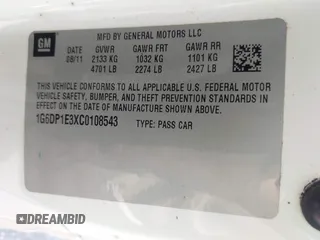 GM
MFD BY GENERAL MOTORS LLC
DATE GVWR GAWR FRT GAWR RR
08/11 2133 KG 1032 KG 1101 KG
4701 LB 2274 LB 2427 LB
THIS VEHICLE CONFORMS TO ALL APPLICABLE U.S. FEDERAL MOTOR
VEHICLE SAFETY, BUMPER, AND THEFT PREVENTION
STANDARDS IN EFFECT ON THE DATE OF MANUFACTURE SHOWN ABOVE.
1G6DP1E3XC0108543 TYPE: PASS CAR
DREAMBID